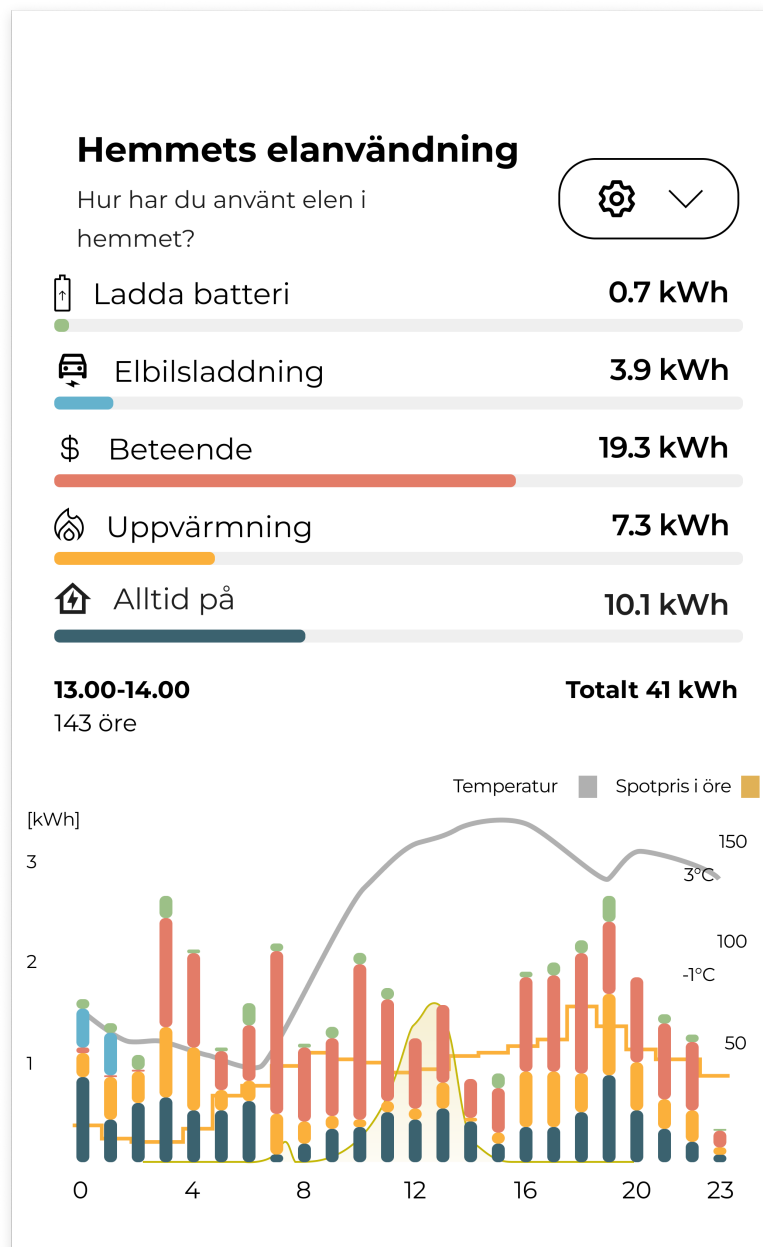 Hemmets elanvändning
Hur har du använt elen i
hemmet?
Ladda batteri 0.7 kWh
Elbilsladdning 3.9 kWh
$ Beteende 19.3 kWh
Uppvärmning 7.3 kWh
Alltid på 10.1 kWh
13.00-14.00 Totalt 41 kWh
143 öre
Temperatur Spotpris i öre
[kWh]
150
3
3°C
100
2
-1°C
50
1
0 4 8 12 16 20 23